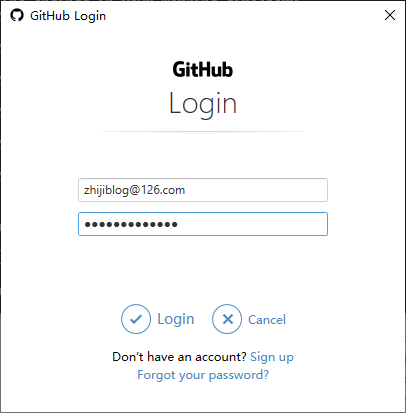 GitHub Login
GitHub
Login
zhijiblog@126.com
●●●●●●●●●●●●●
Login
Cancel
Don't have an account? Sign up
Forgot your password?